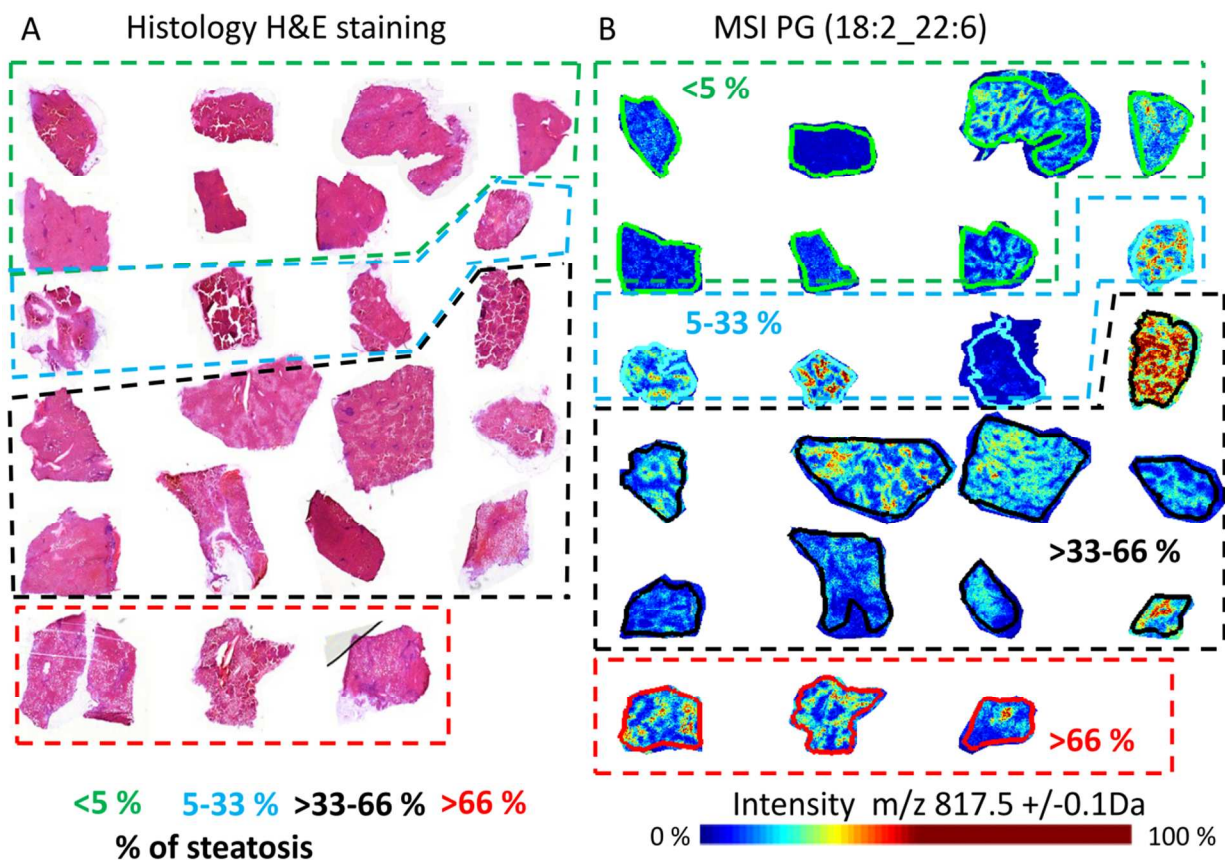 A Histology H&E staining
B MSI PG (18:2_22:6)
<5 %
5-33 %
>33-66 %
>66 %
<5 % 5-33 % >33-66 % >66 %
% of steatosis
Intensity m/z 817.5 +/-0.1Da
0 % 100 %